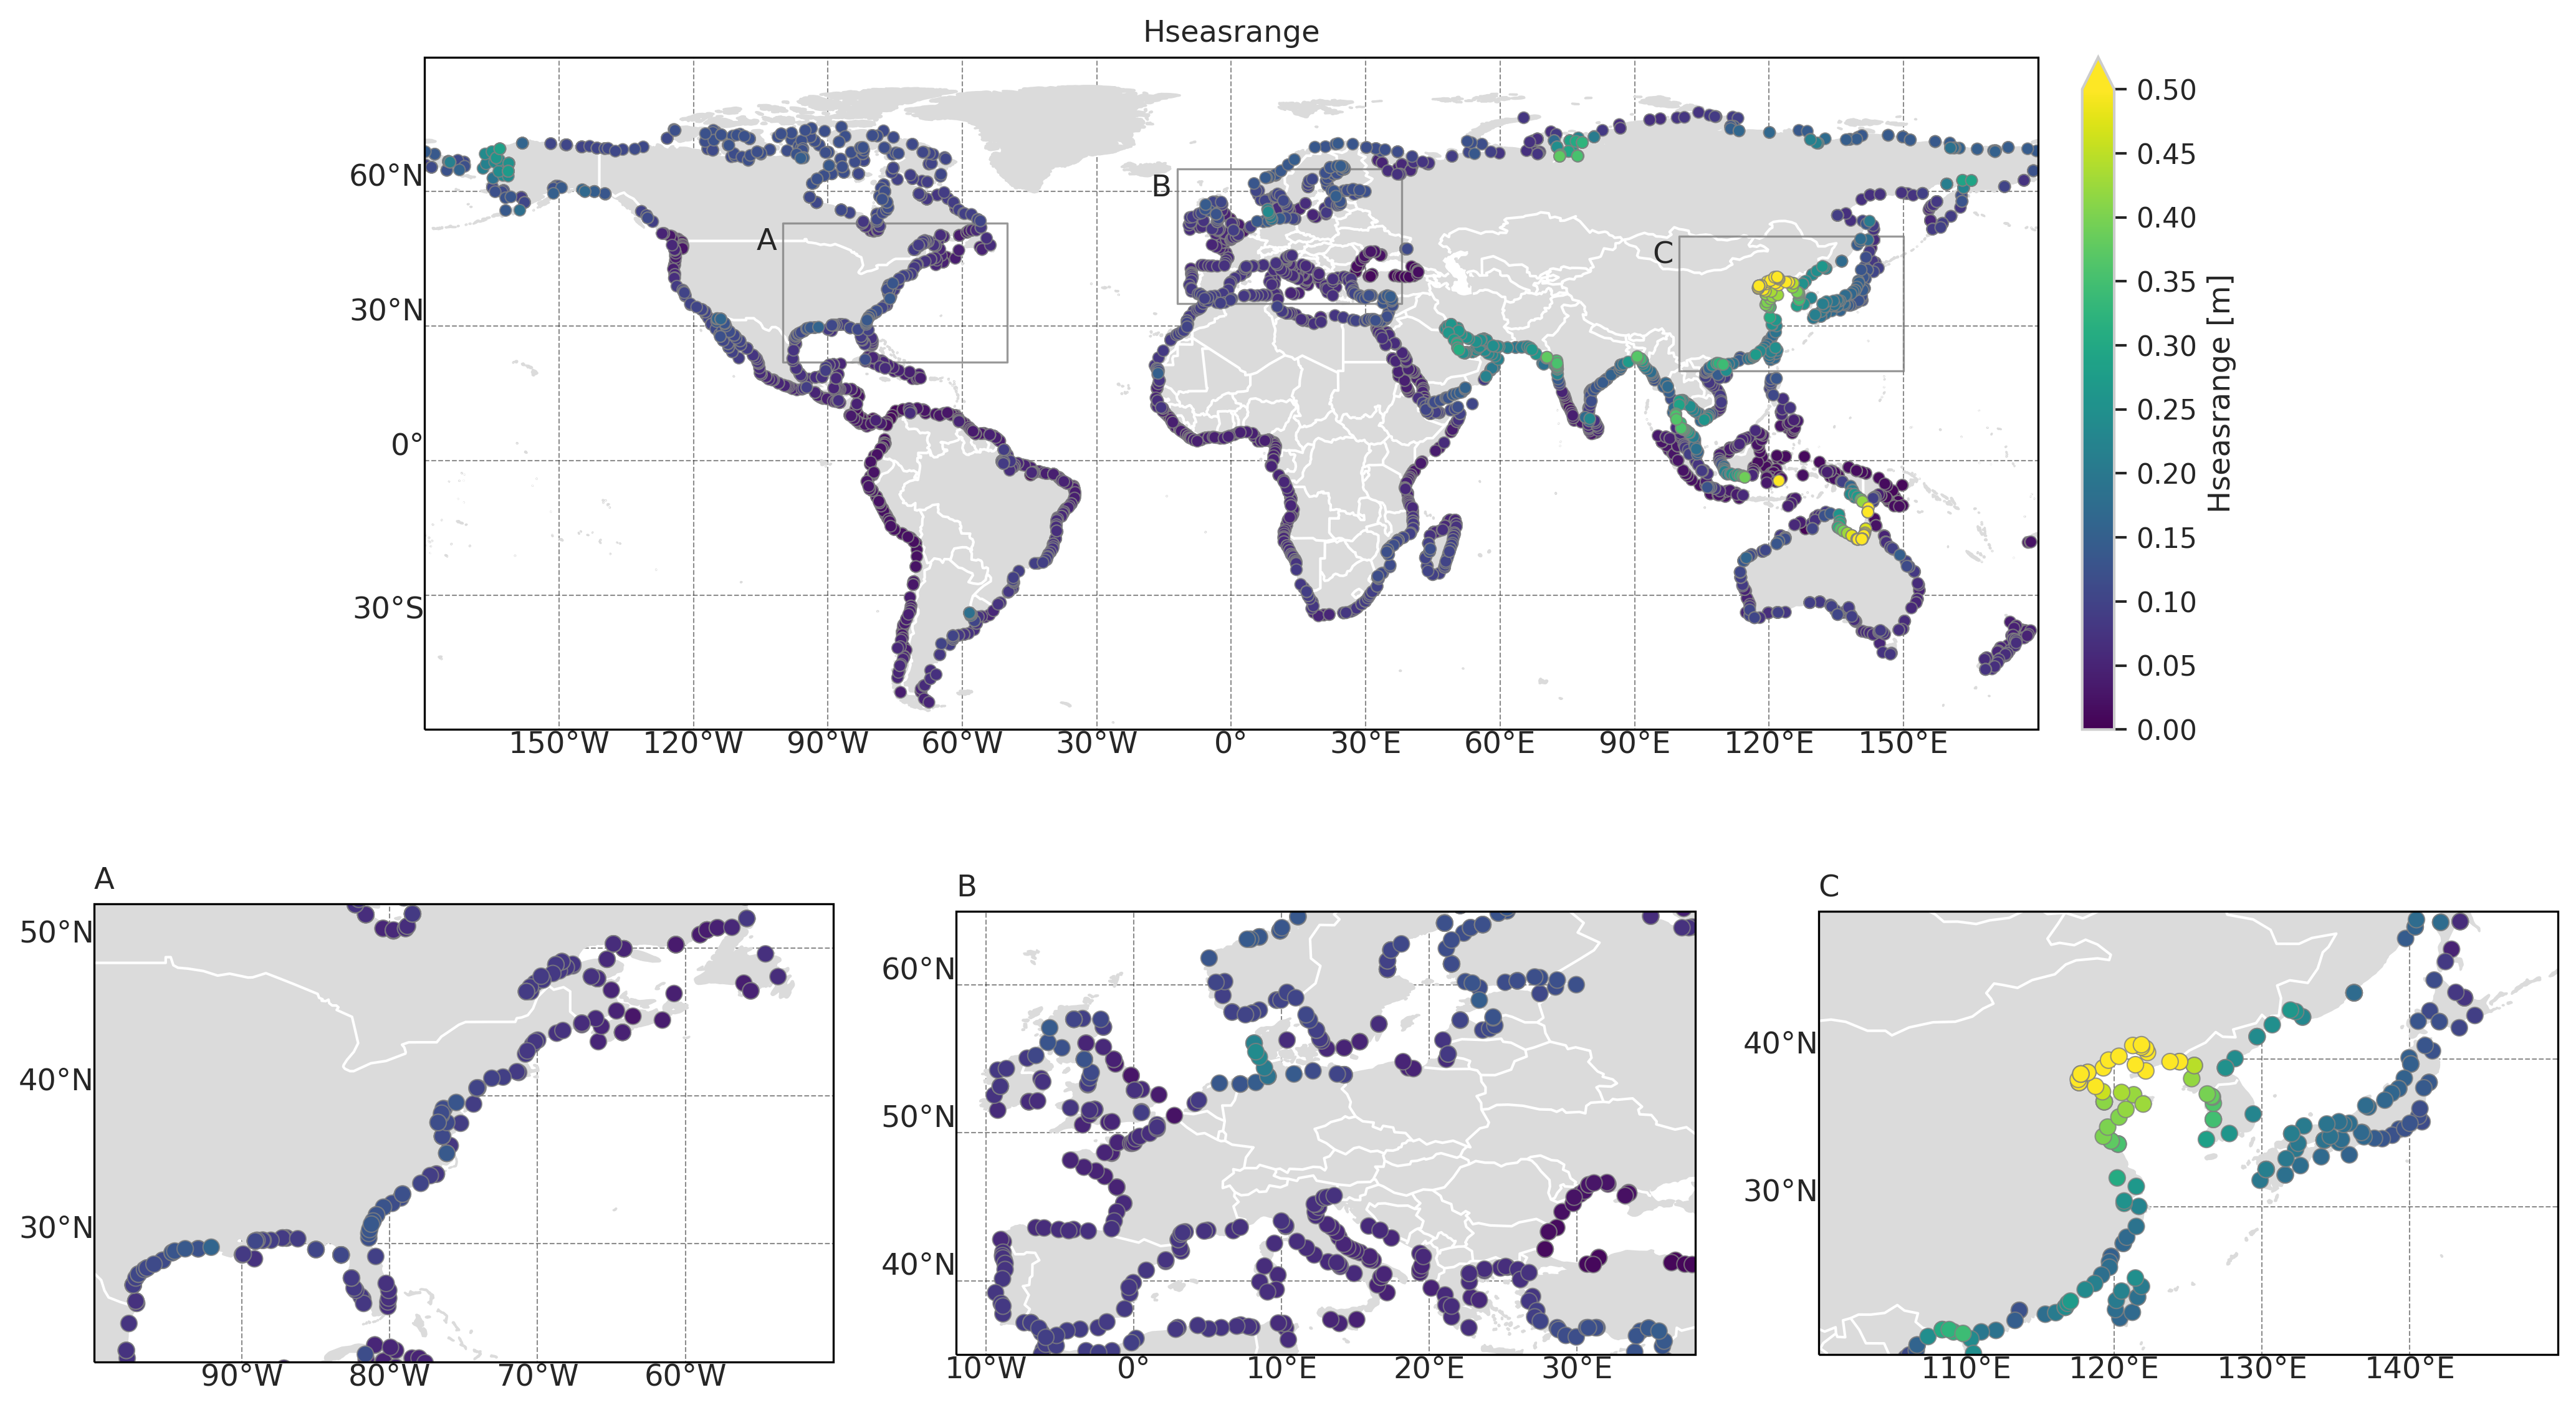 Hseasrange
60°N
30°N
0°
30°S
A
B
C
150°W 120°W 90°W 60°W 30°W 0° 30°E 60°E 90°E 120°E 150°E
0.50
0.45
0.40
0.35
0.30
0.25
0.20
0.15
0.10
0.05
0.00
Hseasrange [m]
A
50°N
40°N
30°N
90°W 80°W 70°W 60°W
B
60°N
50°N
40°N
10°W 0° 10°E 20°E 30°E
C
40°N
30°N
110°E 120°E 130°E 140°E